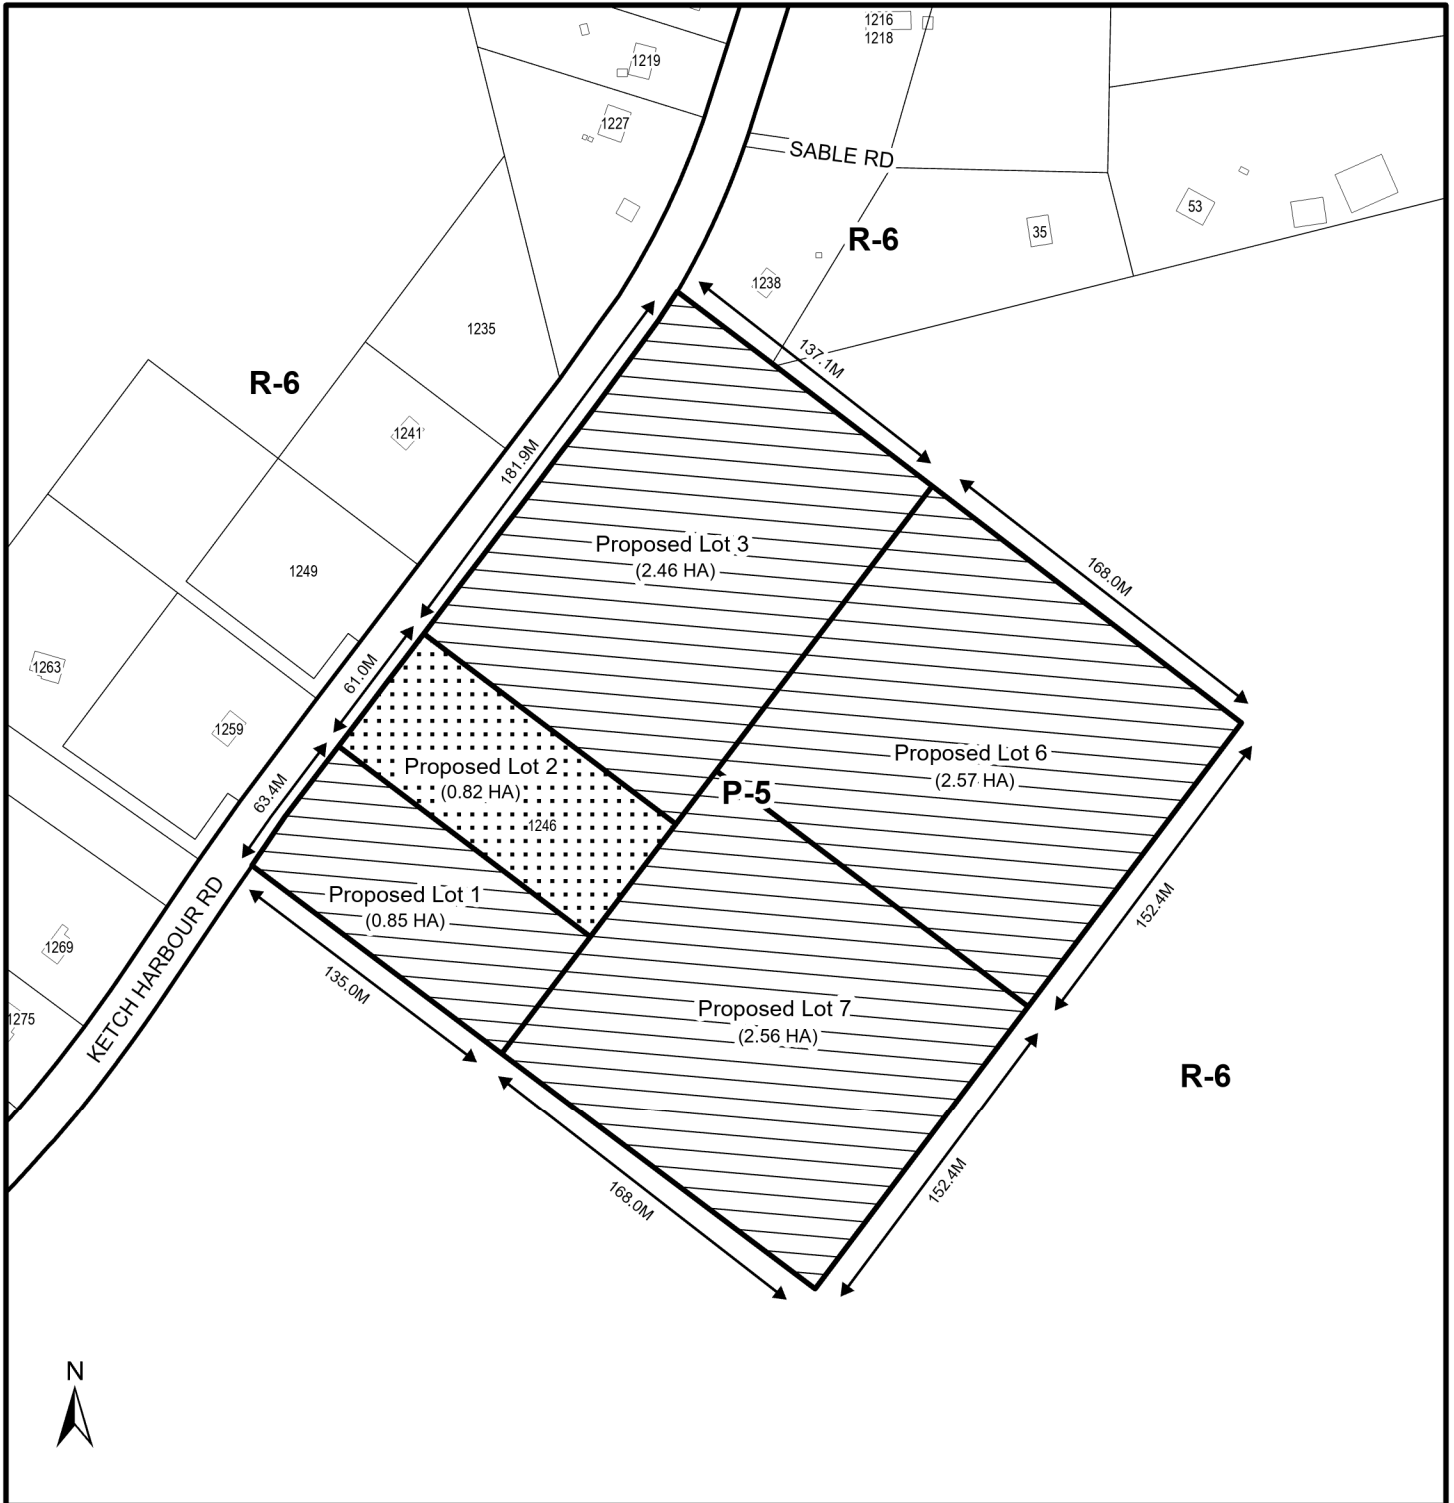 1216
1218
1219
1227
SABLE RD
53
35
R-6
1238
1235
137.1M
R-6
1241
181.9M
Proposed Lot 3
(2.46 HA)
1249
168.0M
1263
61.0M
1259
Proposed Lot 6
(2.57 HA)
Proposed Lot 2
(0.82 HA)
P-5
63.4M
1246
Proposed Lot 1
(0.85 HA)
152.4M
1269
KETCH HARBOUR RD
135.0M
Proposed Lot 7
(2.56 HA)
1275
R-6
152.4M
168.0M
N